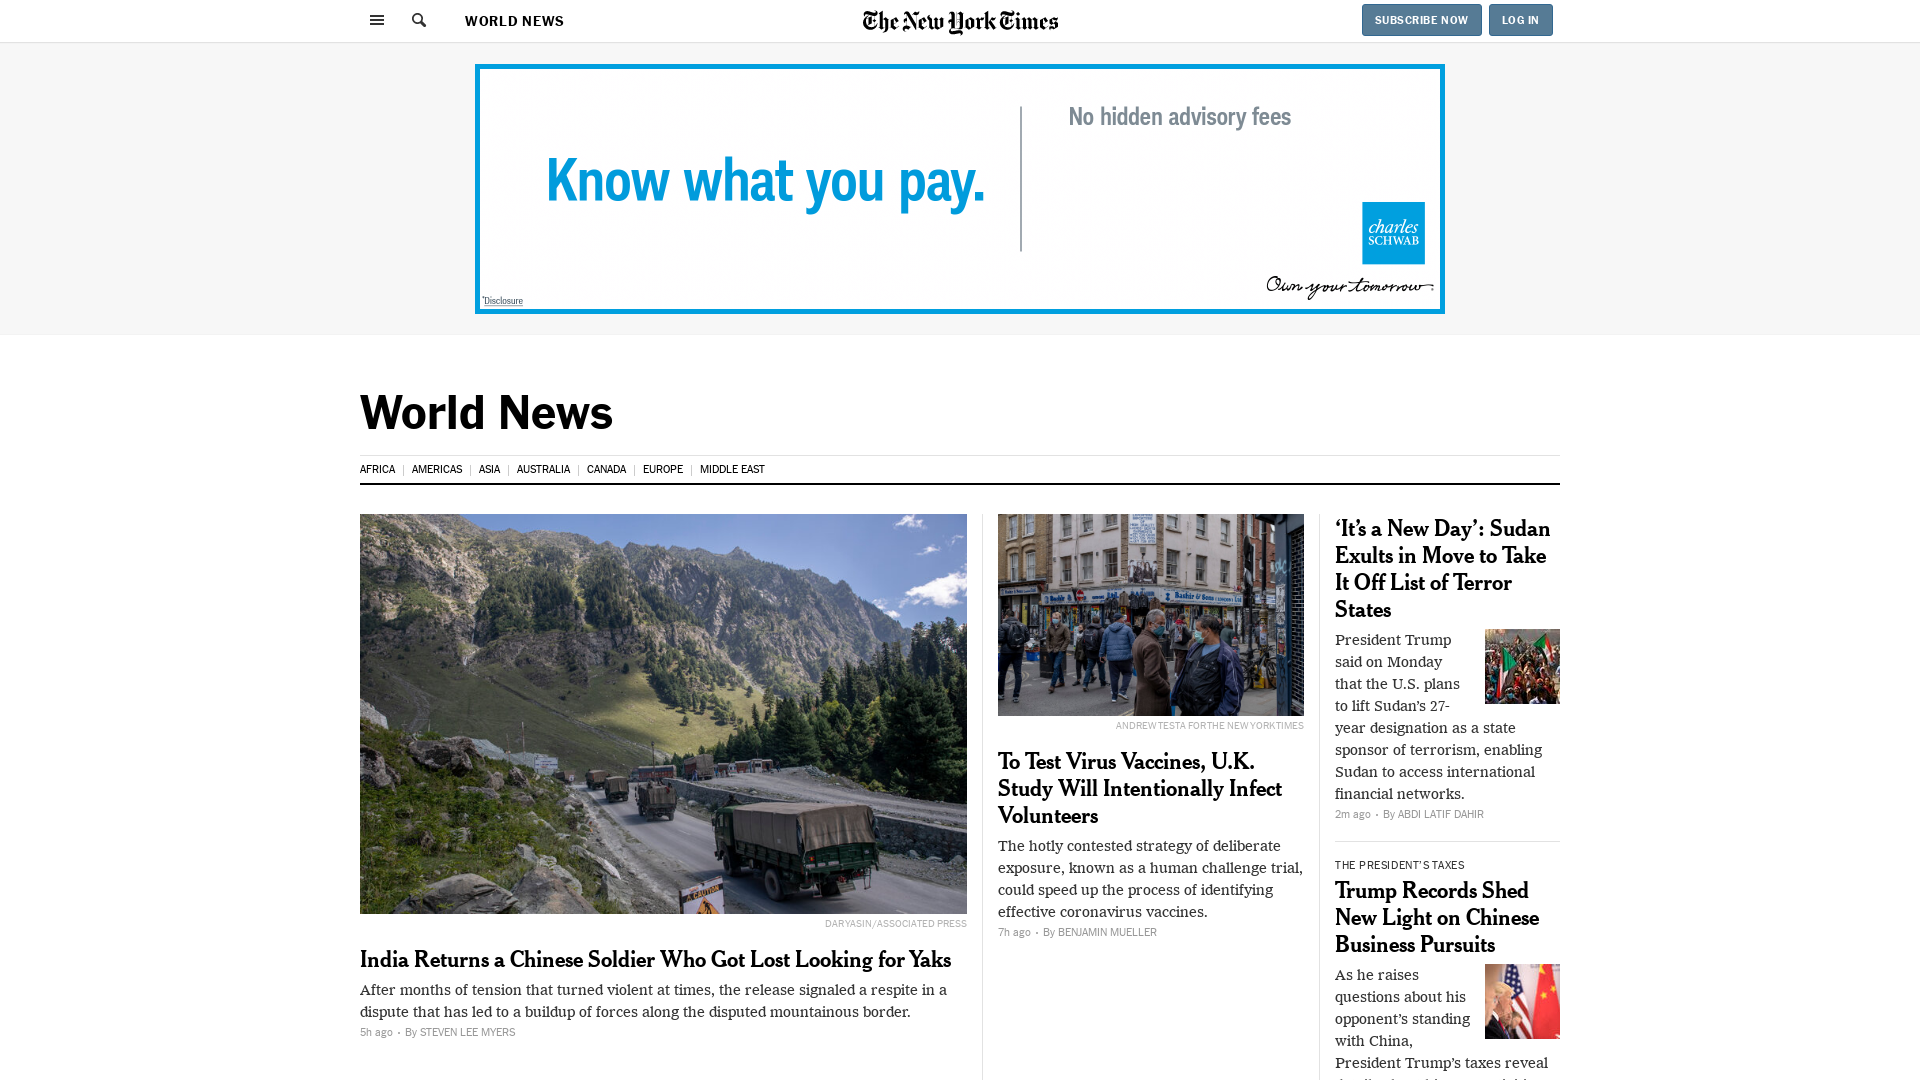 WORLD NEWS
The New York Times
SUBSCRIBE NOW
LOG IN
Know what you pay.
No hidden advisory fees
charles
SCHWAB
Own your tomorrow
*Disclosure
World News
AFRICA
AMERICAS
ASIA
AUSTRALIA
CANADA
EUROPE
MIDDLE EAST
A CAUTION
DAR YASIN/ASSOCIATED PRESS
India Returns a Chinese Soldier Who Got Lost Looking for Yaks
After months of tension that turned violent at times, the release signaled a respite in a
dispute that has led to a buildup of forces along the disputed mountainous border.
5h ago • By STEVEN LEE MYERS
Bashir & Sons
ANDREW TESTA FOR THE NEW YORK TIMES
To Test Virus Vaccines, U.K.
Study Will Intentionally Infect
Volunteers
The hotly contested strategy of deliberate
exposure, known as a human challenge trial,
could speed up the process of identifying
effective coronavirus vaccines.
7h ago • By BENJAMIN MUELLER
‘It’s a New Day’: Sudan
Exults in Move to Take
It Off List of Terror
States
President Trump
said on Monday
that the U.S. plans
to lift Sudan’s 27-
year designation as a state
sponsor of terrorism, enabling
Sudan to access international
financial networks.
2m ago • By ABDI LATIF DAHIR
THE PRESIDENT’S TAXES
Trump Records Shed
New Light on Chinese
Business Pursuits
As he raises
questions about his
opponent’s standing
with China,
President Trump’s taxes reveal